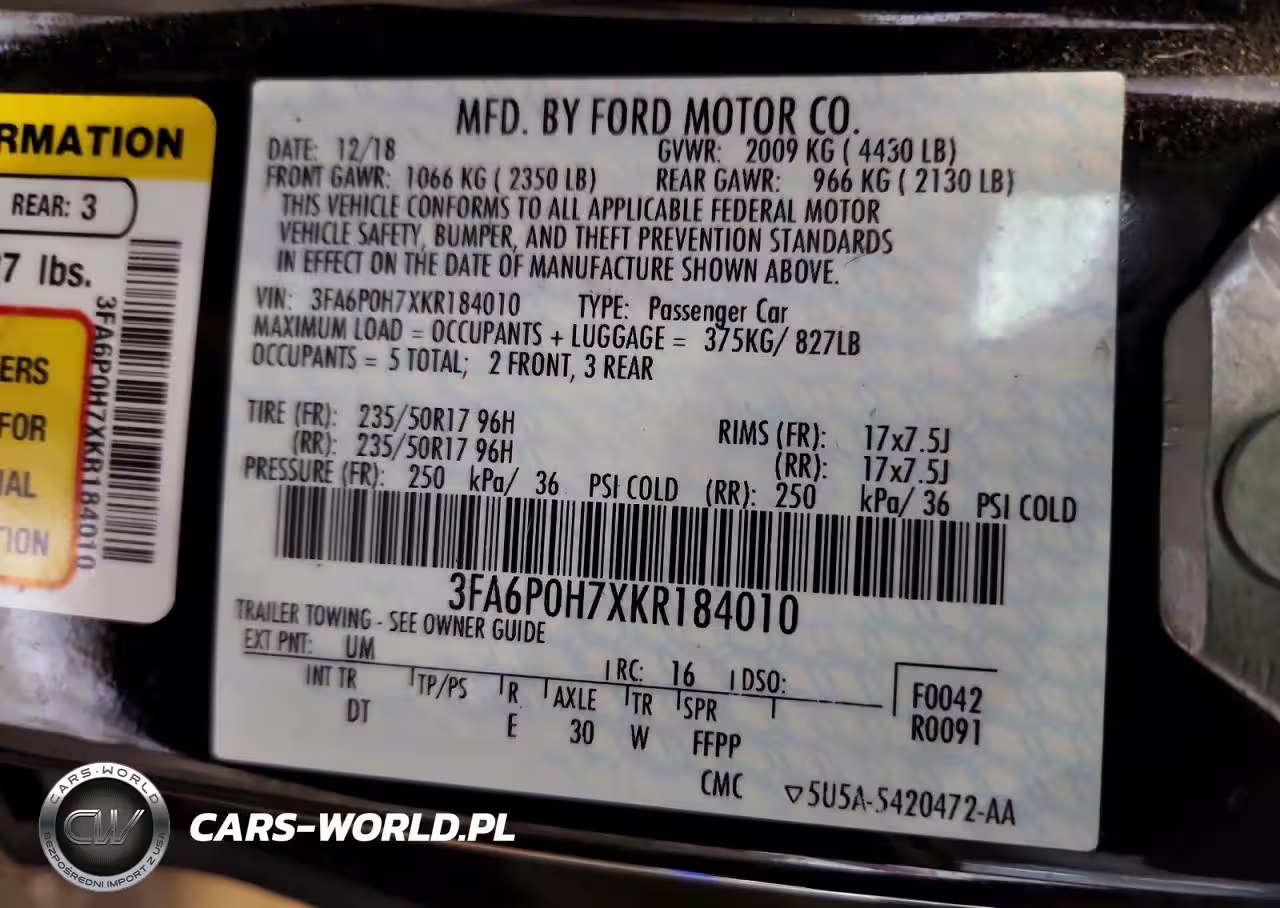 RMATION
REAR: 3
7 lbs.
ERS
FOR
IAL
TION
3FA6P0H7XKR184010
MFD. BY FORD MOTOR CO.
DATE: 12/18 GVWR: 2009 KG ( 4430 LB)
FRONT GAWR: 1066 KG ( 2350 LB) REAR GAWR: 966 KG ( 2130 LB)
THIS VEHICLE CONFORMS TO ALL APPLICABLE FEDERAL MOTOR
VEHICLE SAFETY, BUMPER, AND THEFT PREVENTION STANDARDS
IN EFFECT ON THE DATE OF MANUFACTURE SHOWN ABOVE.
VIN: 3FA6P0H7XKR184010 TYPE: Passenger Car
MAXIMUM LOAD = OCCUPANTS + LUGGAGE = 375KG/ 827LB
OCCUPANTS = 5 TOTAL; 2 FRONT, 3 REAR
TIRE (FR): 235/50R17 96H RIMS (FR): 17x7.5J
(RR): 235/50R17 96H (RR): 17x7.5J
PRESSURE (FR): 250 kPa/ 36 PSI COLD (RR): 250 kPa/ 36 PSI COLD
3FA6P0H7XKR184010
TRAILER TOWING - SEE OWNER GUIDE
EXT PNT: UM RC: 16 DSO: F0042
INT TR TP/PS R AXLE TR SPR R0091
DT E 30 W FFPP
CMC ▽5U5A-5420472-AA
CARS-WORLD
CW
BEZPOŚREDNI IMPORT Z USA
CARS-WORLD.PL